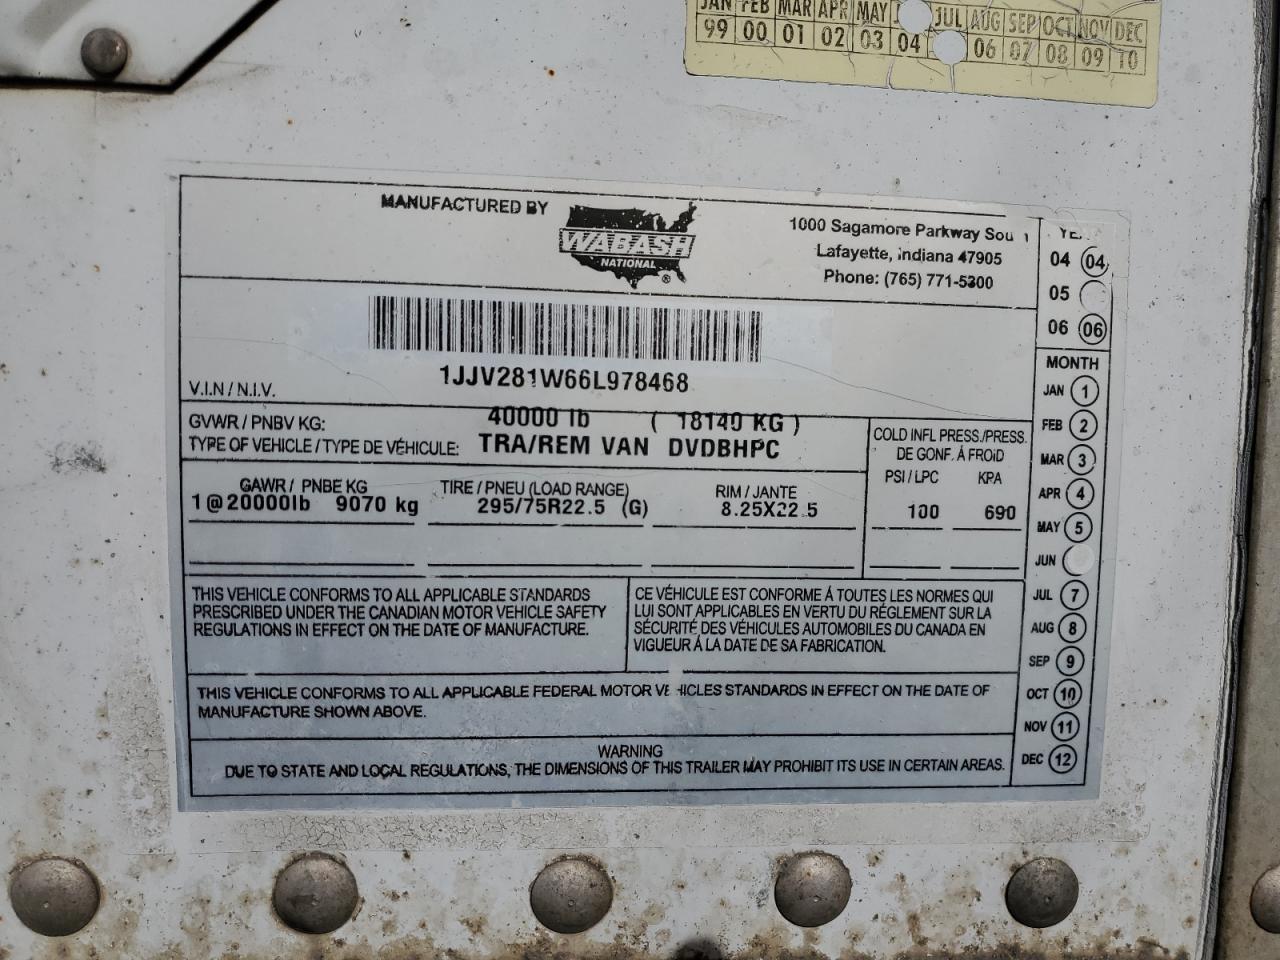 JAN FEB MAR APR MAY JUL AUG SEP OCT NOV DEC
99 00 01 02 03 04 06 07 08 09 10
MANUFACTURED BY
WABASH
NATIONAL
®
1000 Sagamore Parkway
Lafayette, Indiana 47905
Phone: (765) 771-5300
04 04
05
06 06
1JJV281W66L978468
V.I.N / N.I.V.
MONTH
JAN 1
FEB 2
MAR 3
APR 4
MAY 5
JUN
JUL 7
AUG 8
SEP 9
OCT 10
NOV 11
DEC 12
GVWR / PNBV KG: 40000 lb ( 18140 KG )
TYPE OF VEHICLE / TYPE DE VÉHICULE: TRA/REM VAN DVDBHPC
COLD INFL PRESS./PRESS.
DE GONF. À FROID
PSI / LPC KPA
100 690
GAWR / PNBE KG TIRE / PNEU (LOAD RANGE) RIM / JANTE
1@20000lb 9070 kg 295/75R22.5 (G) 8.25X22.5
THIS VEHICLE CONFORMS TO ALL APPLICABLE STANDARDS
PRESCRIBED UNDER THE CANADIAN MOTOR VEHICLE SAFETY
REGULATIONS IN EFFECT ON THE DATE OF MANUFACTURE.
CE VÉHICULE EST CONFORME À TOUTES LES NORMES QUI
LUI SONT APPLICABLES EN VERTU DU RÉGLEMENT SUR LA
SÉCURITÉ DES VÉHICULES AUTOMOBILES DU CANADA EN
VIGUEUR À LA DATE DE SA FABRICATION.
THIS VEHICLE CONFORMS TO ALL APPLICABLE FEDERAL MOTOR VEHICLES STANDARDS IN EFFECT ON THE DATE OF
MANUFACTURE SHOWN ABOVE.
WARNING
DUE TO STATE AND LOCAL REGULATIONS, THE DIMENSIONS OF THIS TRAILER MAY PROHIBIT ITS USE IN CERTAIN AREAS.